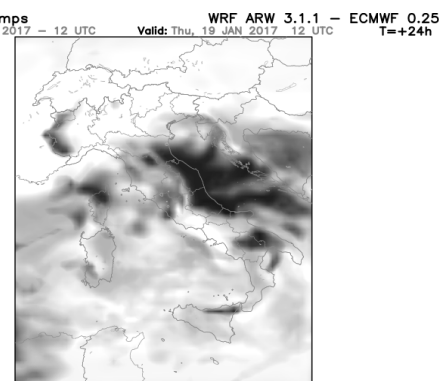 mps WRF ARW 3.1.1 – ECMWF 0.25
2017 – 12 UTC Valid: Thu, 19 JAN 2017 12 UTC T=+24h